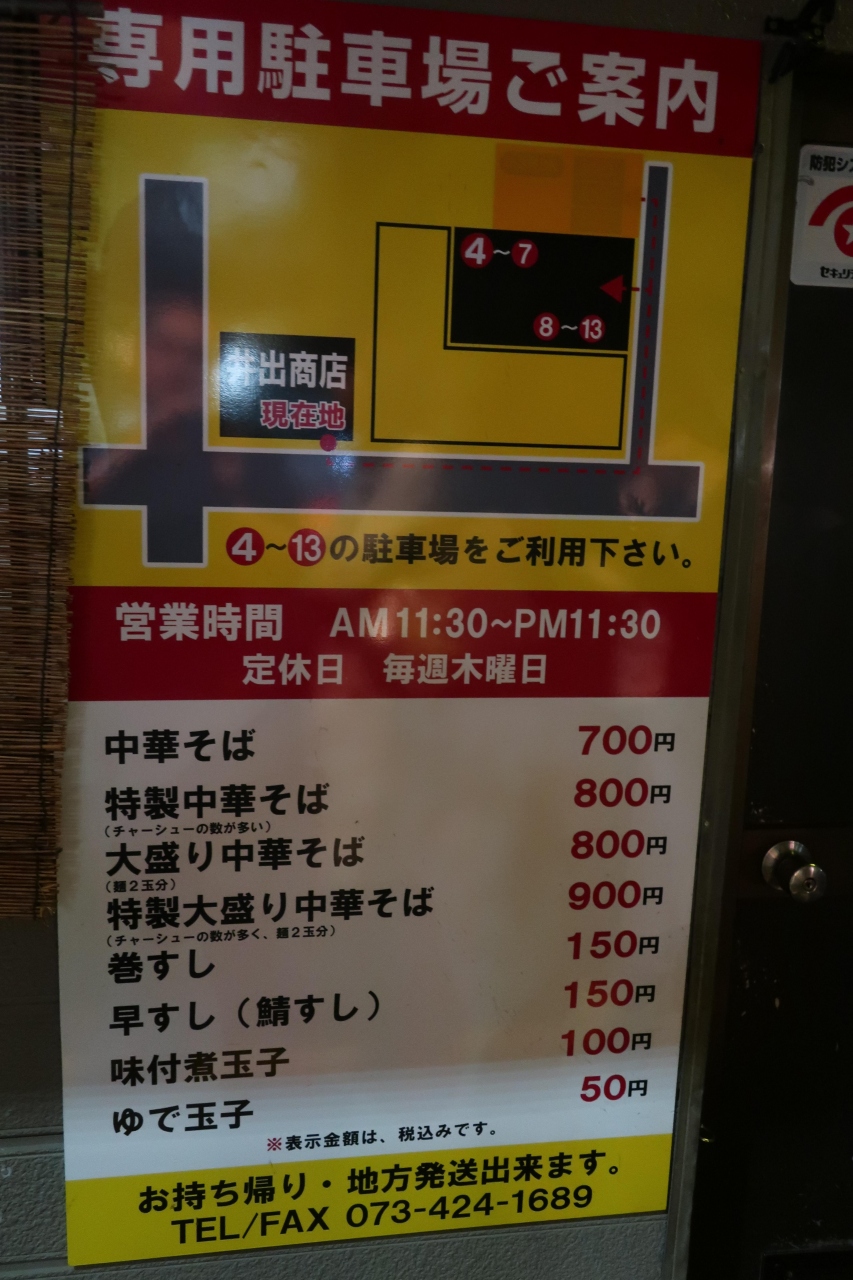 専用駐車場ご案内
防犯シス
セキュリテ
4～7
8～13
井出商店
現在地
4～13の駐車場をご利用下さい。
営業時間 AM11:30～PM11:30
定休日 毎週木曜日
中華そば 700円
特製中華そば 800円
（チャーシューの数が多い）
大盛り中華そば 800円
（麺２玉分）
特製大盛り中華そば 900円
（チャーシューの数が多く、麺２玉分）
巻すし 150円
早すし（鯖すし） 150円
味付煮玉子 100円
ゆで玉子 50円
※表示金額は、税込みです。
お持ち帰り・地方発送出来ます。
TEL/FAX 073-424-1689